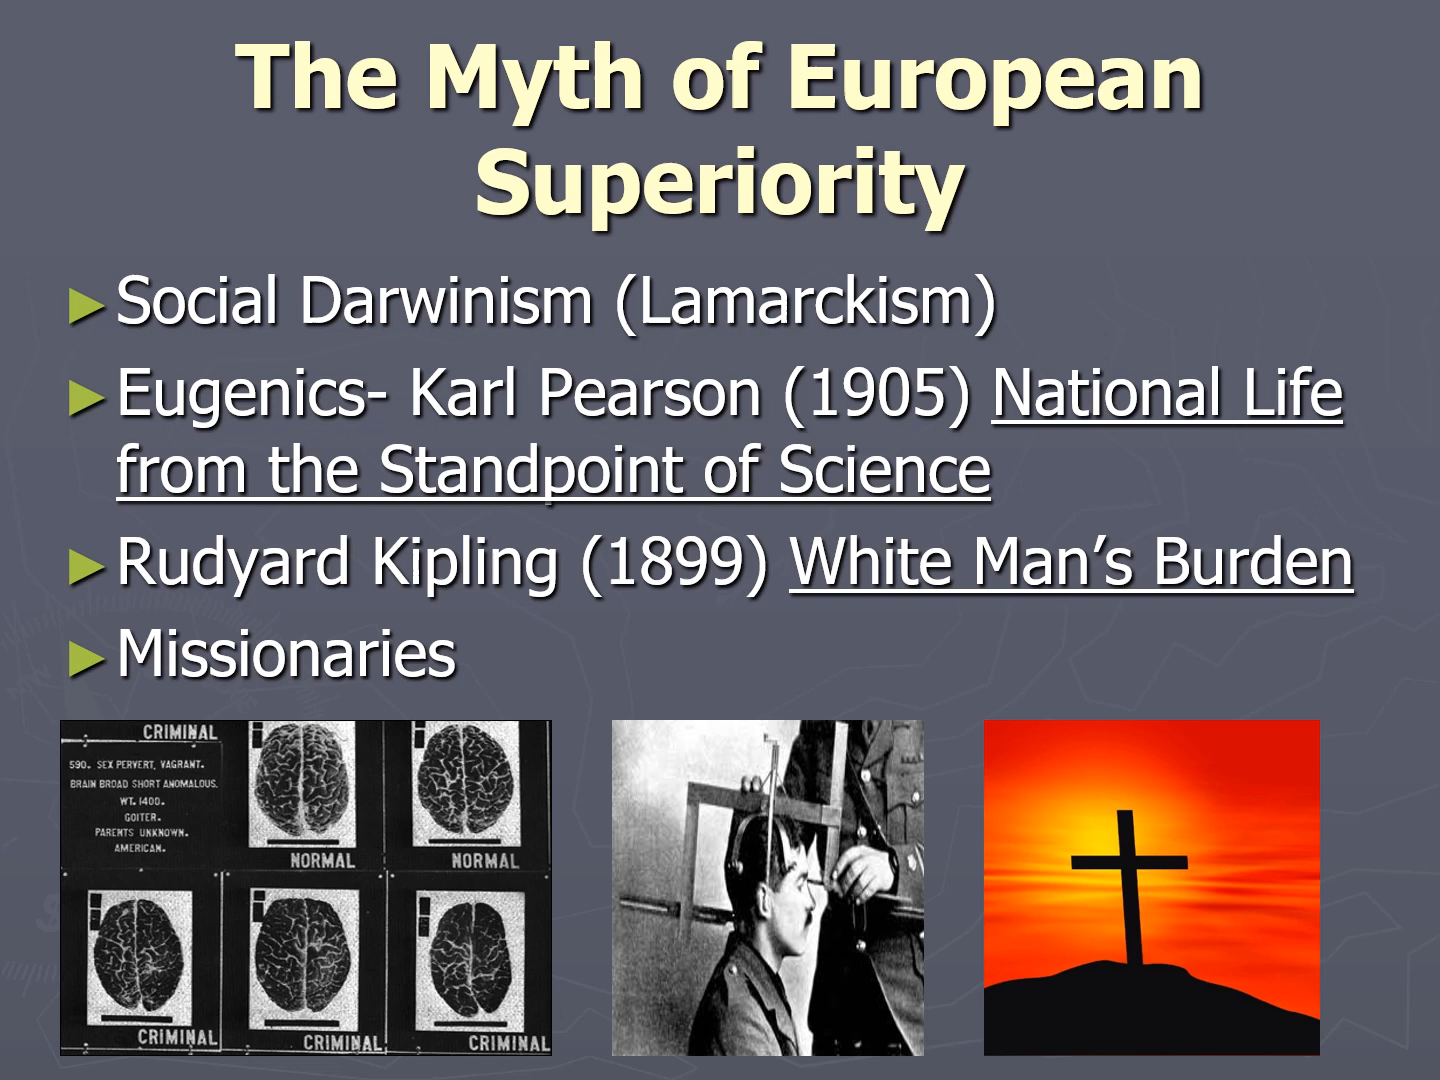 The Myth of European
Superiority
► Social Darwinism (Lamarckism)
► Eugenics- Karl Pearson (1905) National Life
from the Standpoint of Science
► Rudyard Kipling (1899) White Man’s Burden
► Missionaries
CRIMINAL
590. SEX PERVERT, VAGRANT.
BRAIN BROAD SHORT ANOMALOUS.
WT. 1400.
GOITER.
PARENTS UNKNOWN.
AMERICAN.
NORMAL
NORMAL
CRIMINAL
CRIMINAL
CRIMINAL